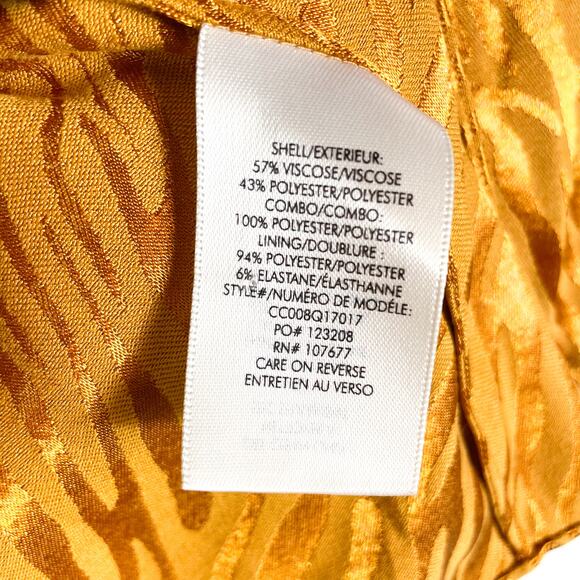 SHELL/EXTERIEUR:
57% VISCOSE/VISCOSE
43% POLYESTER/POLYESTER
COMBO/COMBO:
100% POLYESTER/POLYESTER
LINING/DOUBLURE :
94% POLYESTER/POLYESTER
6% ELASTANE/ÉLASTHANNE
STYLE#/NUMÉRO DE MODÉLE:
CC008Q17017
PO# 123208
RN# 107677
CARE ON REVERSE
ENTRETIEN AU VERSO